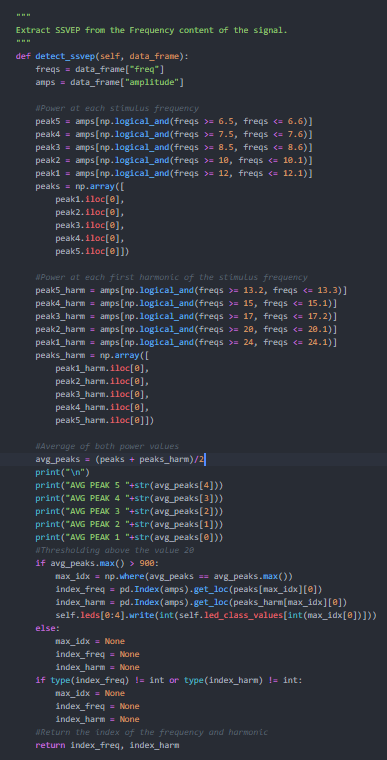 """
Extract SSVEP from the Frequency content of the signal.
"""
def detect_ssvep(self, data_frame):
    freqs = data_frame["freq"]
    amps = data_frame["amplitude"]

    #Power at each stimulus frequency
    peak5 = amps[np.logical_and(freqs >= 6.5, freqs <= 6.6)]
    peak4 = amps[np.logical_and(freqs >= 7.5, freqs <= 7.6)]
    peak3 = amps[np.logical_and(freqs >= 8.5, freqs <= 8.6)]
    peak2 = amps[np.logical_and(freqs >= 10, freqs <= 10.1)]
    peak1 = amps[np.logical_and(freqs >= 12, freqs <= 12.1)]
    peaks = np.array([
        peak1.iloc[0],
        peak2.iloc[0],
        peak3.iloc[0],
        peak4.iloc[0],
        peak5.iloc[0]])

    #Power at each first harmonic of the stimulus frequency
    peak5_harm = amps[np.logical_and(freqs >= 13.2, freqs <= 13.3)]
    peak4_harm = amps[np.logical_and(freqs >= 15, freqs <= 15.1)]
    peak3_harm = amps[np.logical_and(freqs >= 17, freqs <= 17.2)]
    peak2_harm = amps[np.logical_and(freqs >= 20, freqs <= 20.1)]
    peak1_harm = amps[np.logical_and(freqs >= 24, freqs <= 24.1)]
    peaks_harm = np.array([
        peak1_harm.iloc[0],
        peak2_harm.iloc[0],
        peak3_harm.iloc[0],
        peak4_harm.iloc[0],
        peak5_harm.iloc[0]])

    #Average of both power values
    avg_peaks = (peaks + peaks_harm)/2
    print("\n")
    print("AVG PEAK 5 "+str(avg_peaks[4]))
    print("AVG PEAK 4 "+str(avg_peaks[3]))
    print("AVG PEAK 3 "+str(avg_peaks[2]))
    print("AVG PEAK 2 "+str(avg_peaks[1]))
    print("AVG PEAK 1 "+str(avg_peaks[0]))
    #Thresholding above the value 20
    if avg_peaks.max() > 900:
        max_idx = np.where(avg_peaks == avg_peaks.max())
        index_freq = pd.Index(amps).get_loc(peaks[max_idx][0])
        index_harm = pd.Index(amps).get_loc(peaks_harm[max_idx][0])
        self.leds[0:4].write(int(self.led_class_values[int(max_idx[0])]))
    else:
        max_idx = None
        index_freq = None
        index_harm = None
    if type(index_freq) != int or type(index_harm) != int:
        max_idx = None
        index_freq = None
        index_harm = None
    #Return the index of the frequency and harmonic
    return index_freq, index_harm